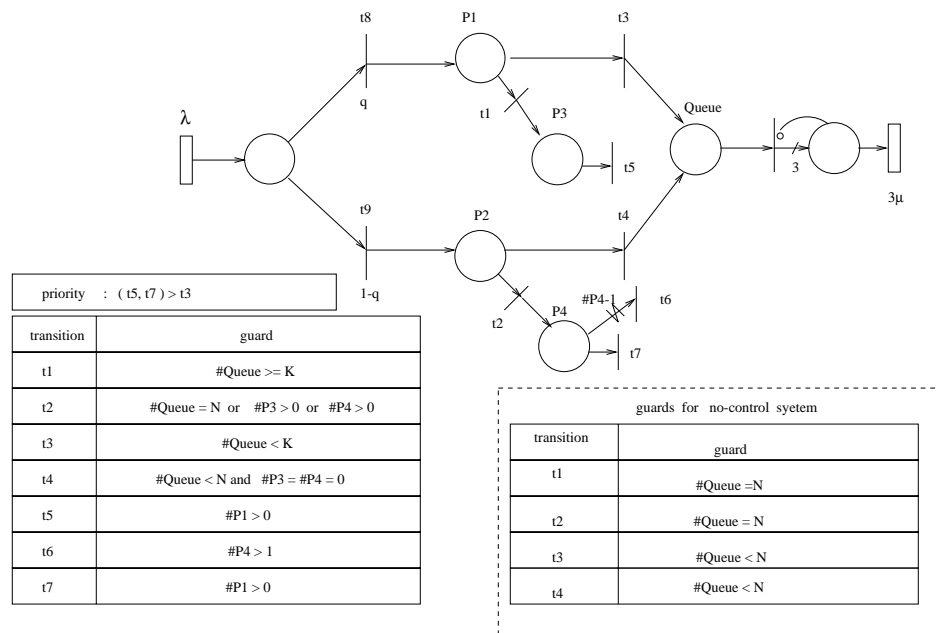 t8
P1
t3
λ
q
t1
P3
Queue
t5
3
3μ
t9
P2
t4
1-q
t2
P4
#P4-1
t6
t7
priority : ( t5, t7 ) > t3
transition guard
t1 #Queue >= K
t2 #Queue = N or #P3 > 0 or #P4 > 0
t3 #Queue < K
t4 #Queue < N and #P3 = #P4 = 0
t5 #P1 > 0
t6 #P4 > 1
t7 #P1 > 0
guards for no-control syetem
transition guard
t1 #Queue =N
t2 #Queue = N
t3 #Queue < N
t4 #Queue < N